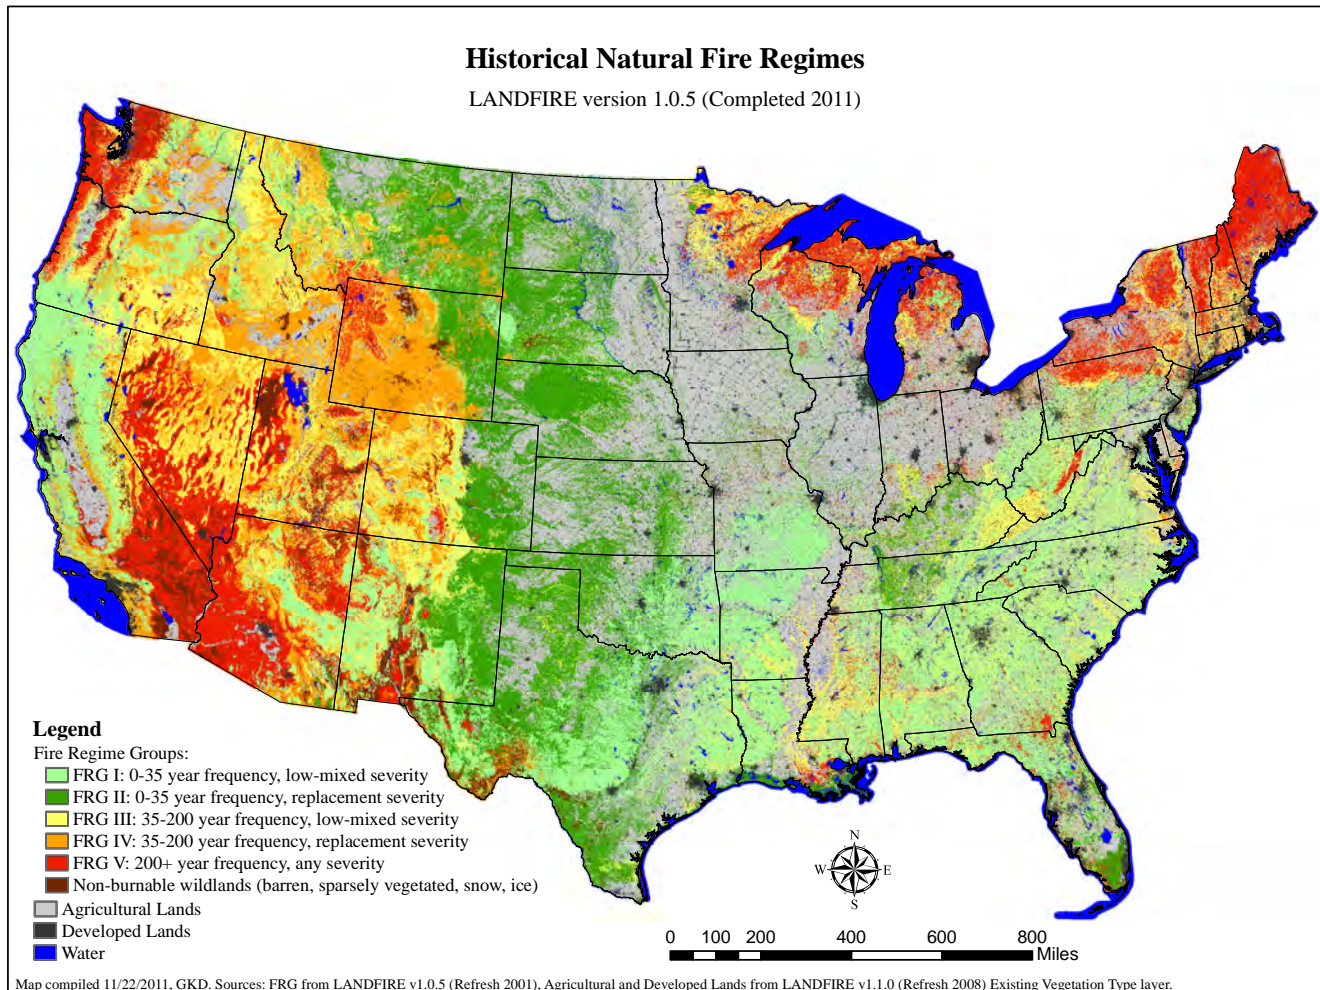 Historical Natural Fire Regimes
LANDFIRE version 1.0.5 (Completed 2011)
Legend
Fire Regime Groups:
FRG I: 0-35 year frequency, low-mixed severity
FRG II: 0-35 year frequency, replacement severity
FRG III: 35-200 year frequency, low-mixed severity
FRG IV: 35-200 year frequency, replacement severity
FRG V: 200+ year frequency, any severity
Non-burnable wildlands (barren, sparsely vegetated, snow, ice)
Agricultural Lands
Developed Lands
Water
N
W E
S
0 100 200 400 600 800
Miles
Map compiled 11/22/2011, GKD. Sources: FRG from LANDFIRE v1.0.5 (Refresh 2001), Agricultural and Developed Lands from LANDFIRE v1.1.0 (Refresh 2008) Existing Vegetation Type layer.